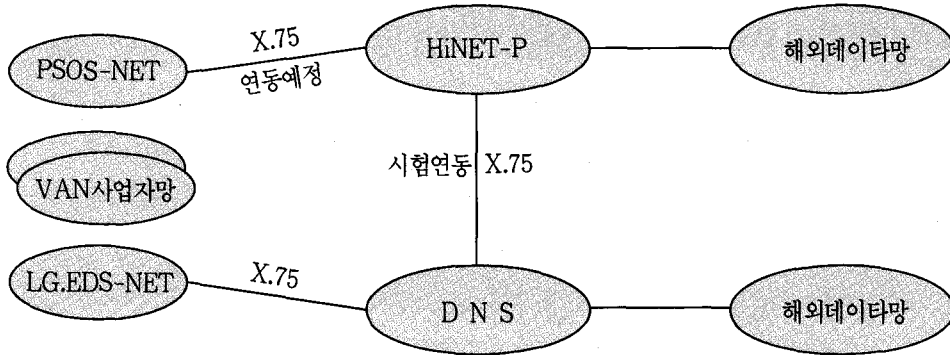 X.75
HiNET-P
해외데이타망
PSOS-NET
연동예정
시험연동 X.75
VAN사업자망
LG.EDS-NET
X.75
D N S
해외데이타망